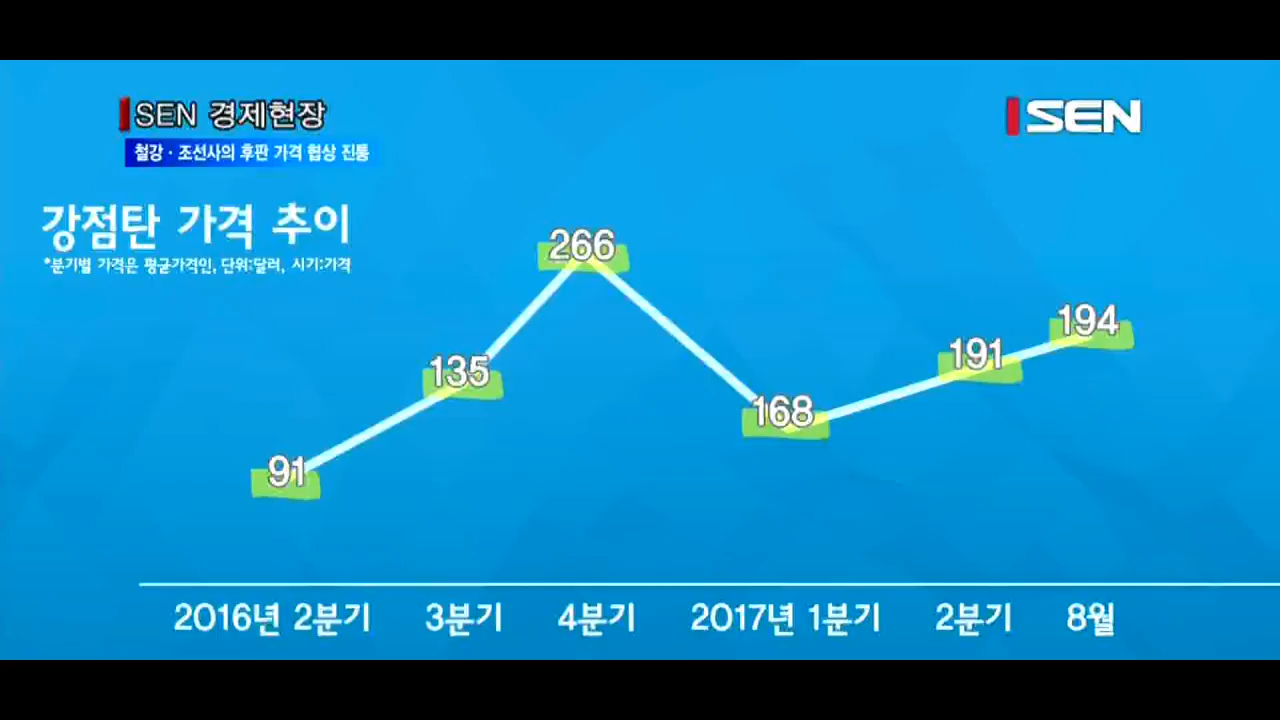 SEN 경제현장
SEN
철강·조선사의 후판 가격 협상 진통
강점탄 가격 추이
*분기별 가격은 평균가격인, 단위:달러, 시기:가격
266
194
191
135
168
91
2016년 2분기 3분기 4분기 2017년 1분기 2분기 8월